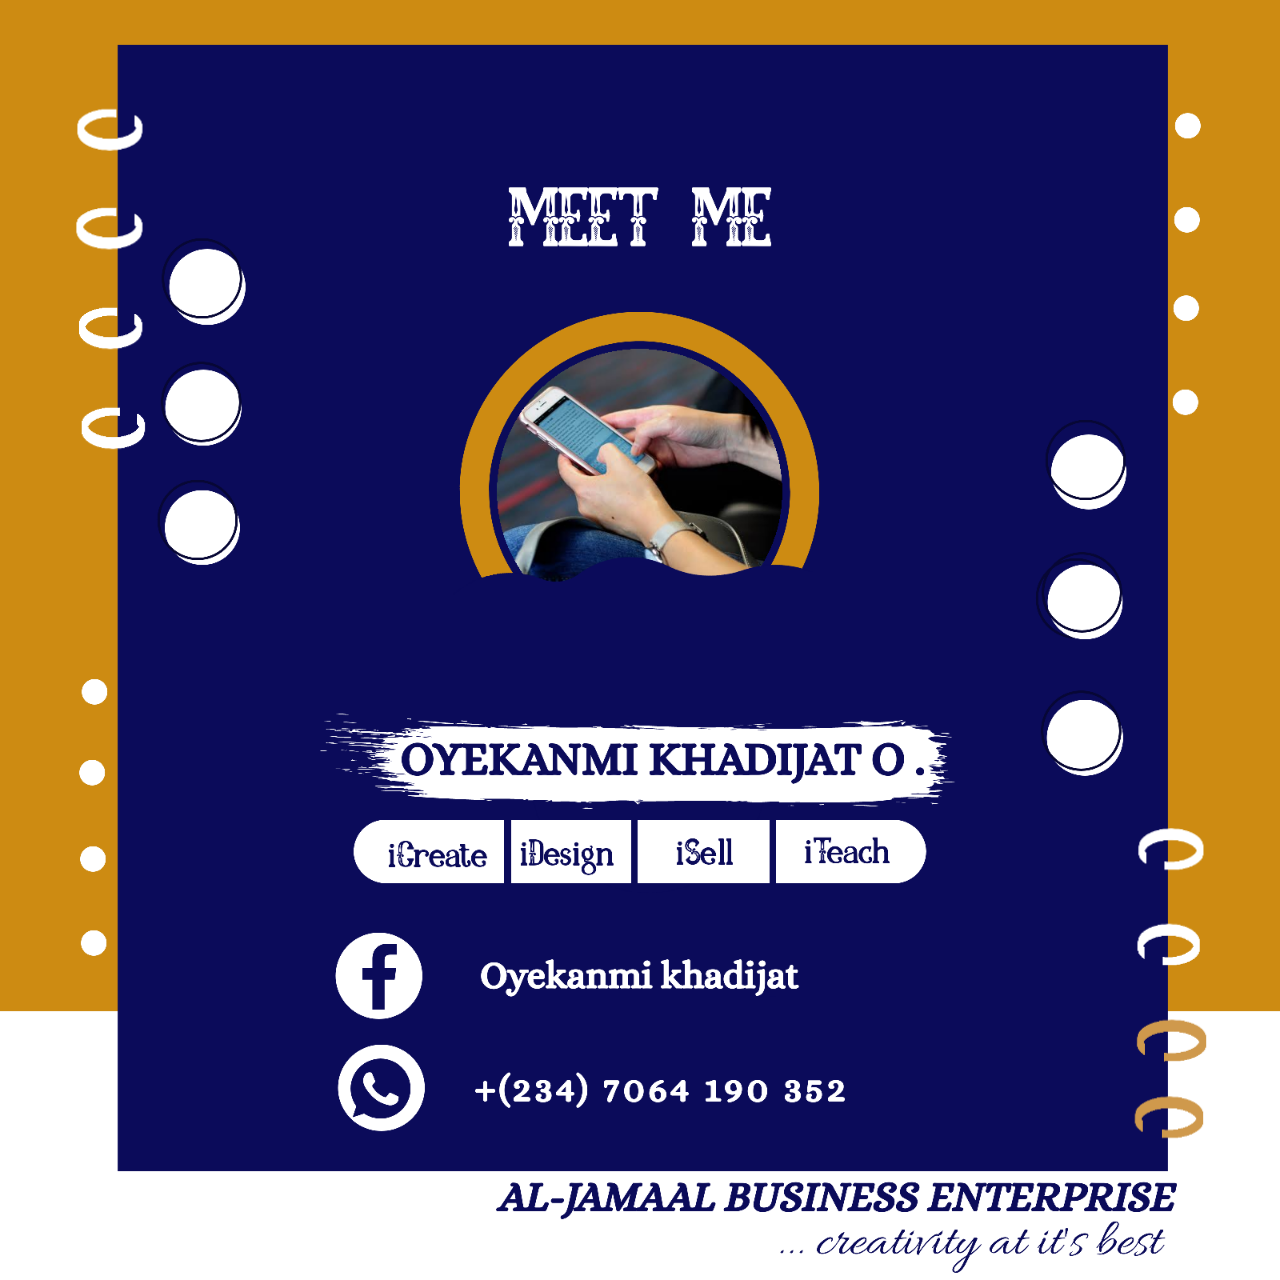 MEET ME
OYEKANMI KHADIJAT O .
iCreate iDesign iSell iTeach
Oyekanmi khadijat
+(234) 7064 190 352
AL-JAMAAL BUSINESS ENTERPRISE
... creativity at it's best